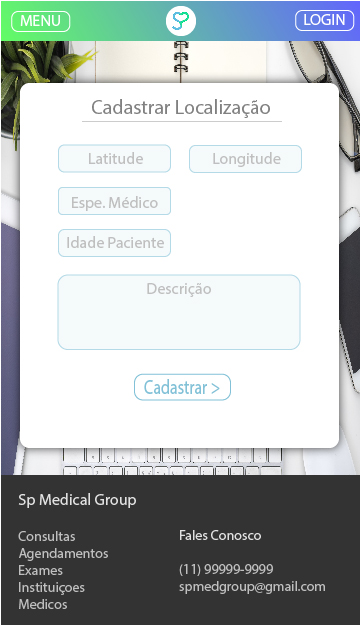 MENU
LOGIN
Cadastrar Localização
Latitude
Longitude
Espe. Médico
Idade Paciente
Descrição
Cadastrar >
Sp Medical Group
Consultas
Agendamentos
Exames
Instituiçoes
Medicos
Fales Conosco
(11) 99999-9999
spmedgroup@gmail.com